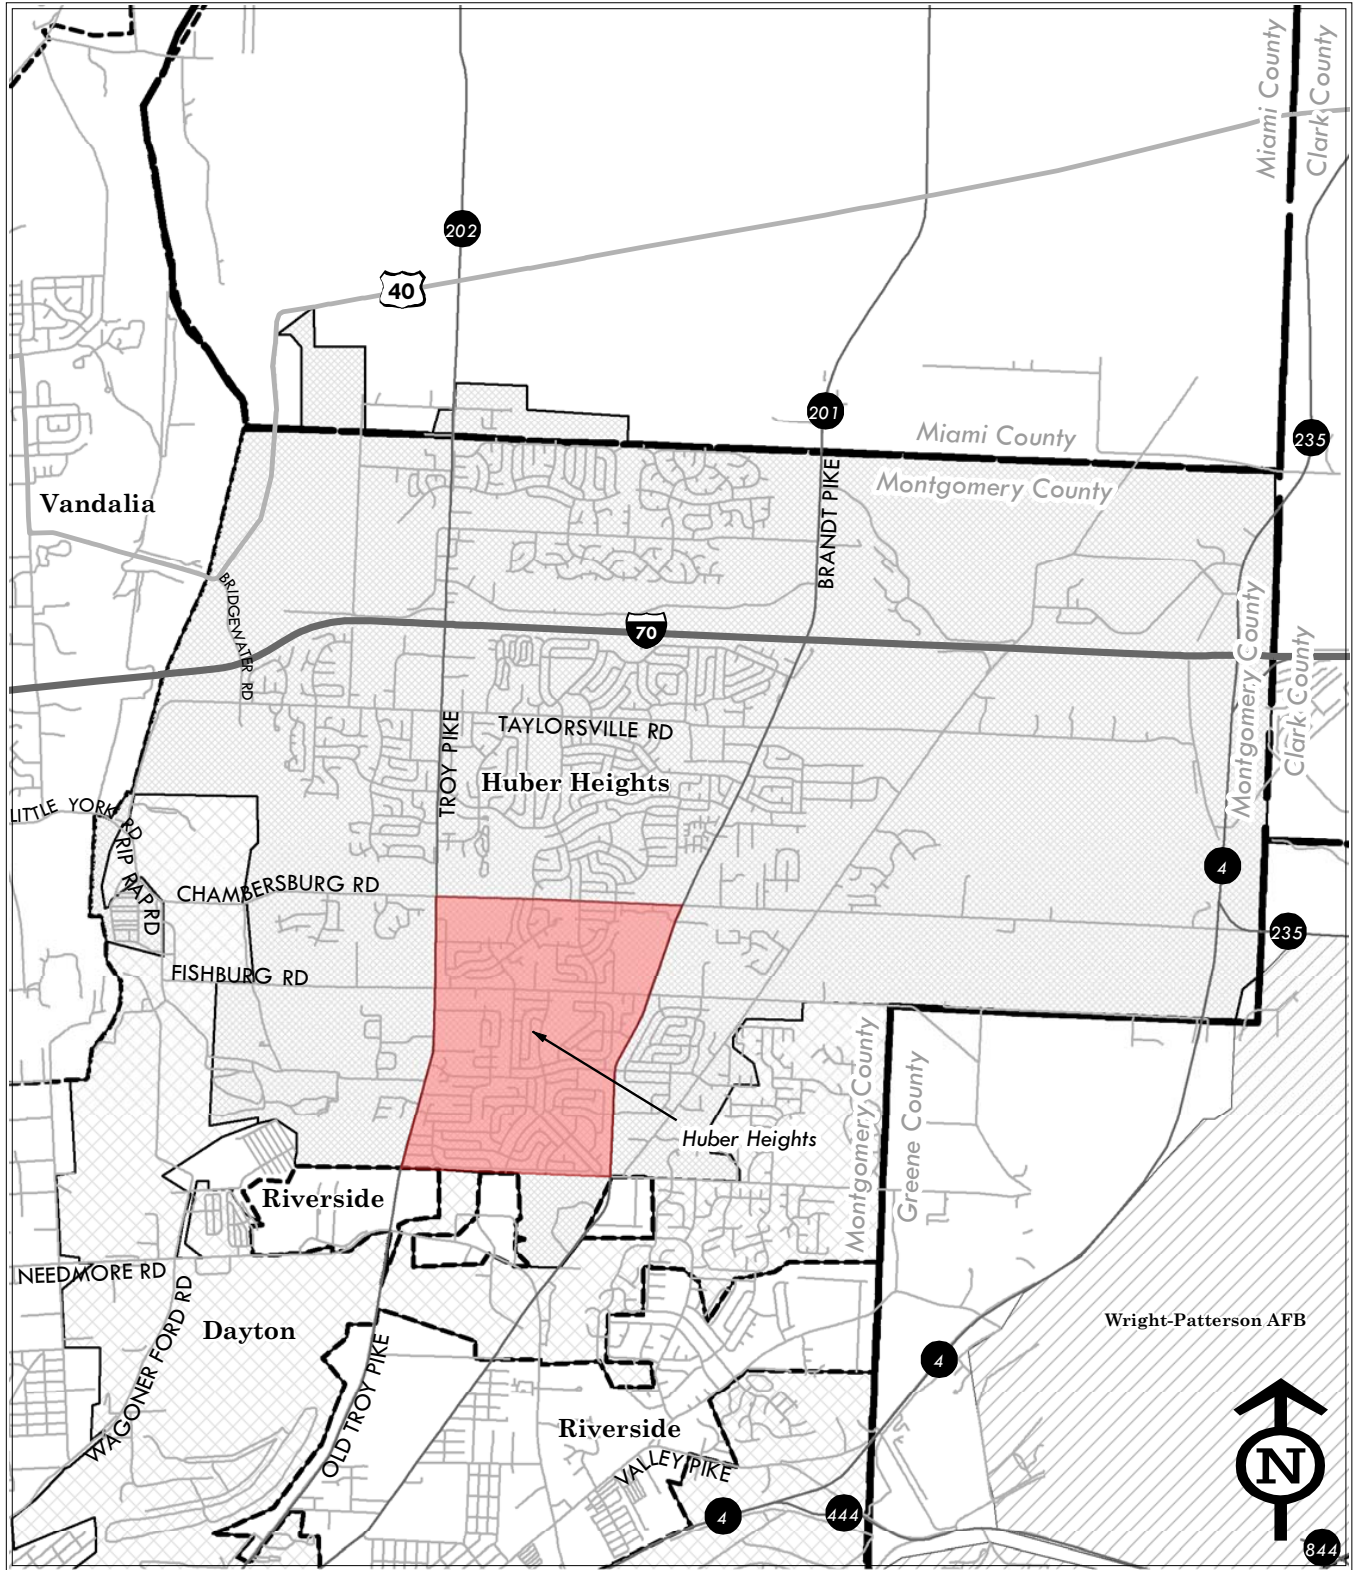 Miami County
Clark County
202
40
201
235
Miami County
Montgomery County
Vandalia
BRANDT PIKE
BRIDGEWATER RD
70
Montgomery County
Clark County
TROY PIKE
TAYLORSVILLE RD
Huber Heights
LITTLE YORK RD
RIP RAP RD
4
CHAMBERSBURG RD
235
FISHBURG RD
Montgomery County
Greene County
Huber Heights
Riverside
NEEDMORE RD
WAGONER FORD RD
Dayton
OLD TROY PIKE
Wright-Patterson AFB
4
Riverside
VALLEY PIKE
N
4
444
844